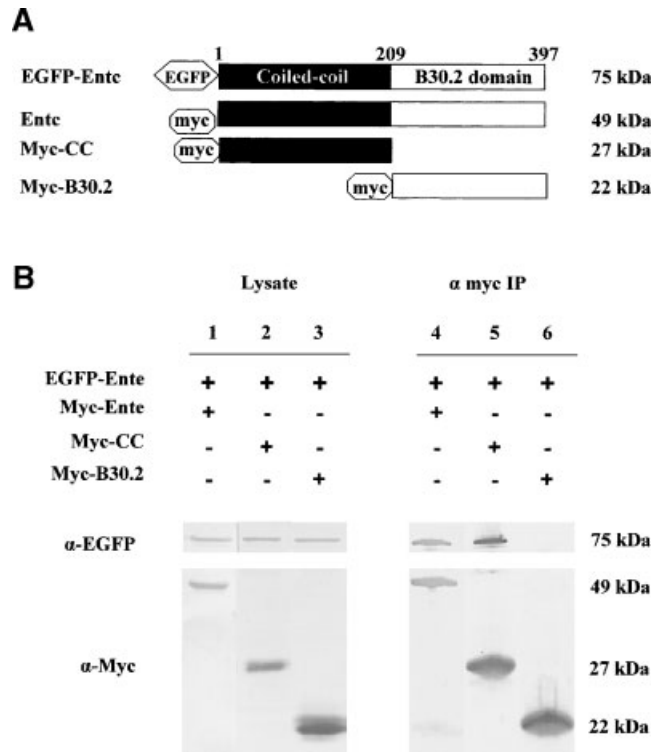 A
1 209 397
EGFP-Ente EGFP Coiled-coil B30.2 domain 75 kDa
Ente myc 49 kDa
Myc-CC myc 27 kDa
Myc-B30.2 myc 22 kDa
B
Lysate α myc IP
1 2 3 4 5 6
EGFP-Ente + + + + + +
Myc-Ente + - - + - -
Myc-CC - + - - + -
Myc-B30.2 - - + - - +
α-EGFP 75 kDa
49 kDa
α-Myc 27 kDa
22 kDa